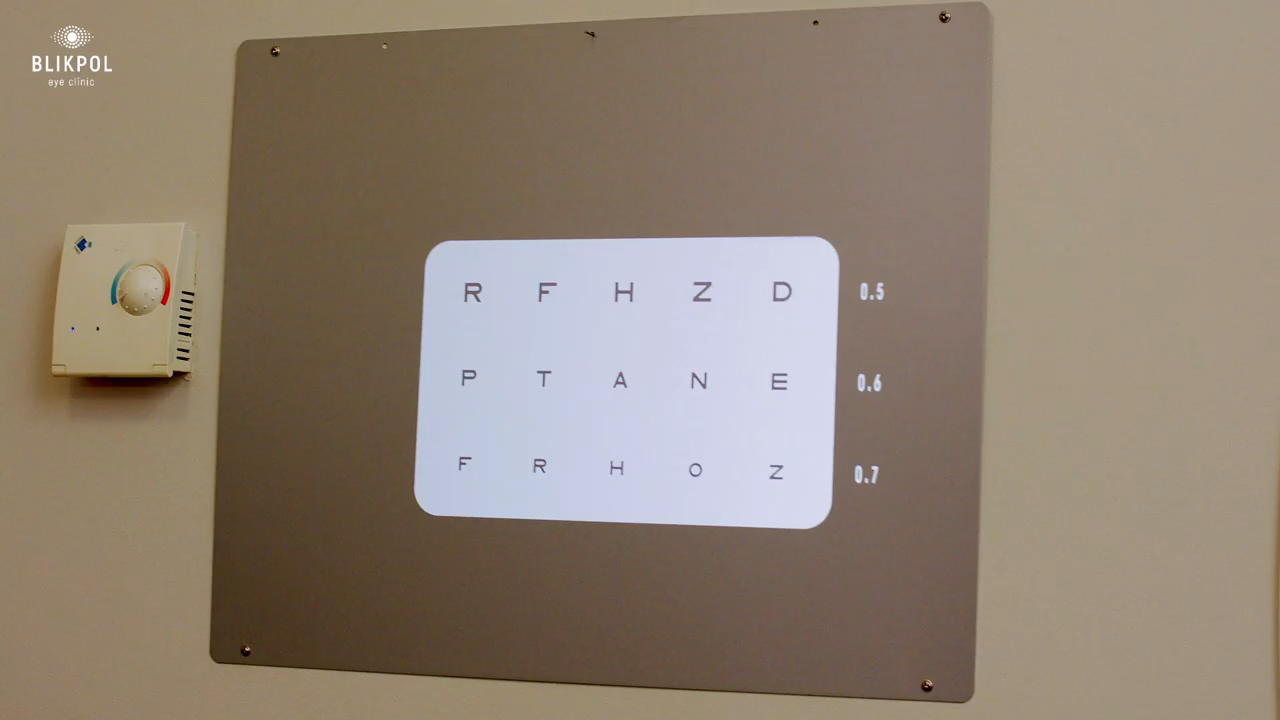 BLIKPOL
eye clinic
R F H Z D 0.5
P T A N E 0.6
F R H O Z 0.7